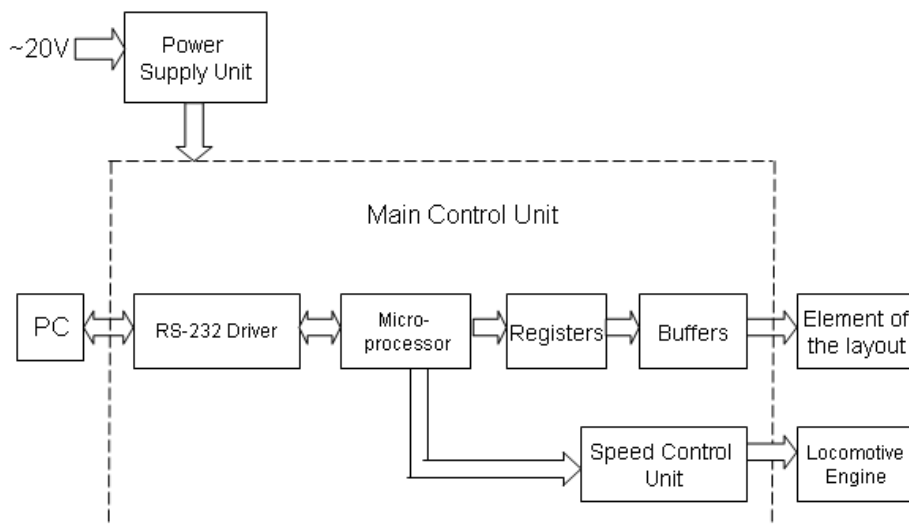 ~20V
Power
Supply Unit
Main Control Unit
PC
RS-232 Driver
Micro-
processor
Registers
Buffers
Element of
the layout
Speed Control
Unit
Locomotive
Engine